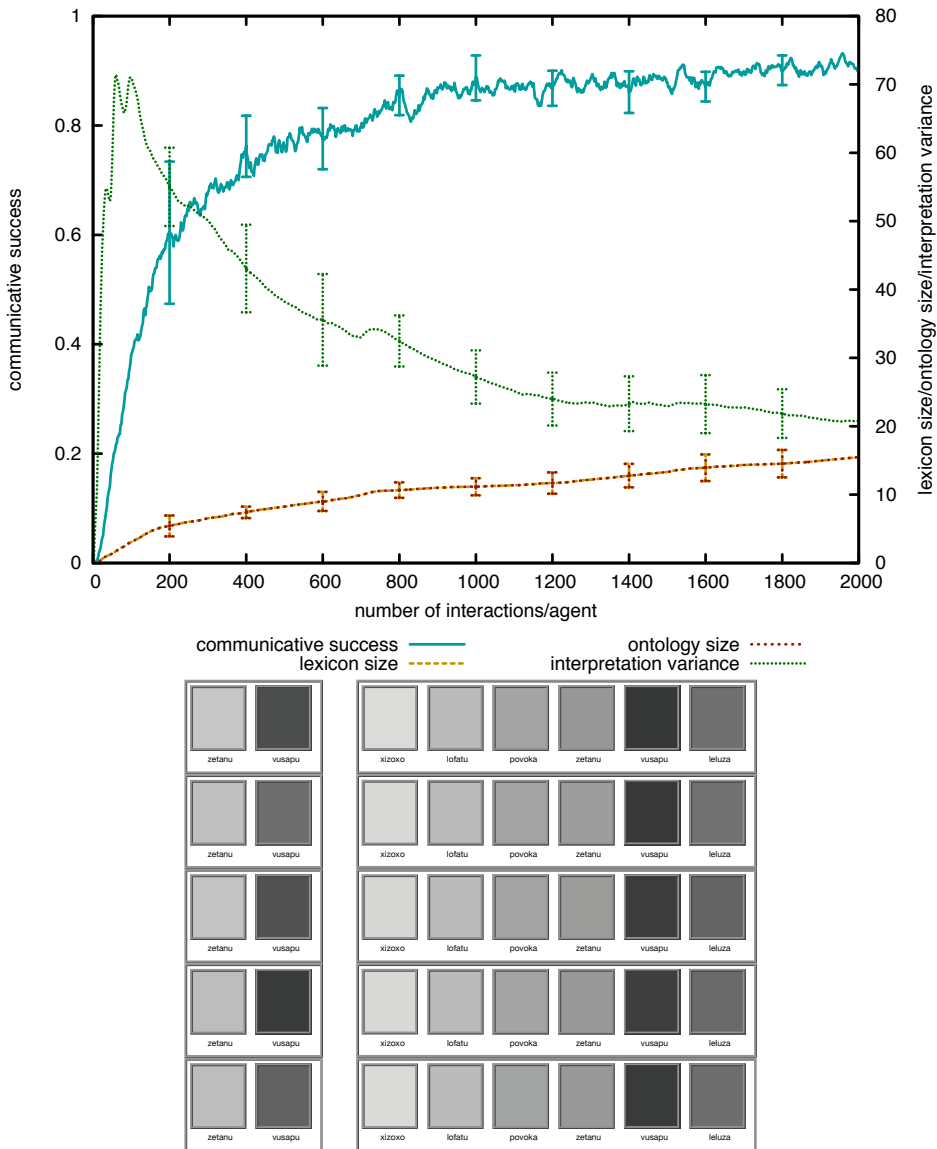 1
0.8
0.6
0.4
0.2
0
80
70
60
50
40
30
20
10
0
communicative success
lexicon size/ontology size/interpretation variance
0 200 400 600 800 1000 1200 1400 1600 1800 2000
number of interactions/agent
communicative success ontology size
lexicon size interpretation variance
zetanu vusapu xizoxo lofatu povoka zetanu vusapu leluza
zetanu vusapu xizoxo lofatu povoka zetanu vusapu leluza
zetanu vusapu xizoxo lofatu povoka zetanu vusapu leluza
zetanu vusapu xizoxo lofatu povoka zetanu vusapu leluza
zetanu vusapu xizoxo lofatu povoka zetanu vusapu leluza